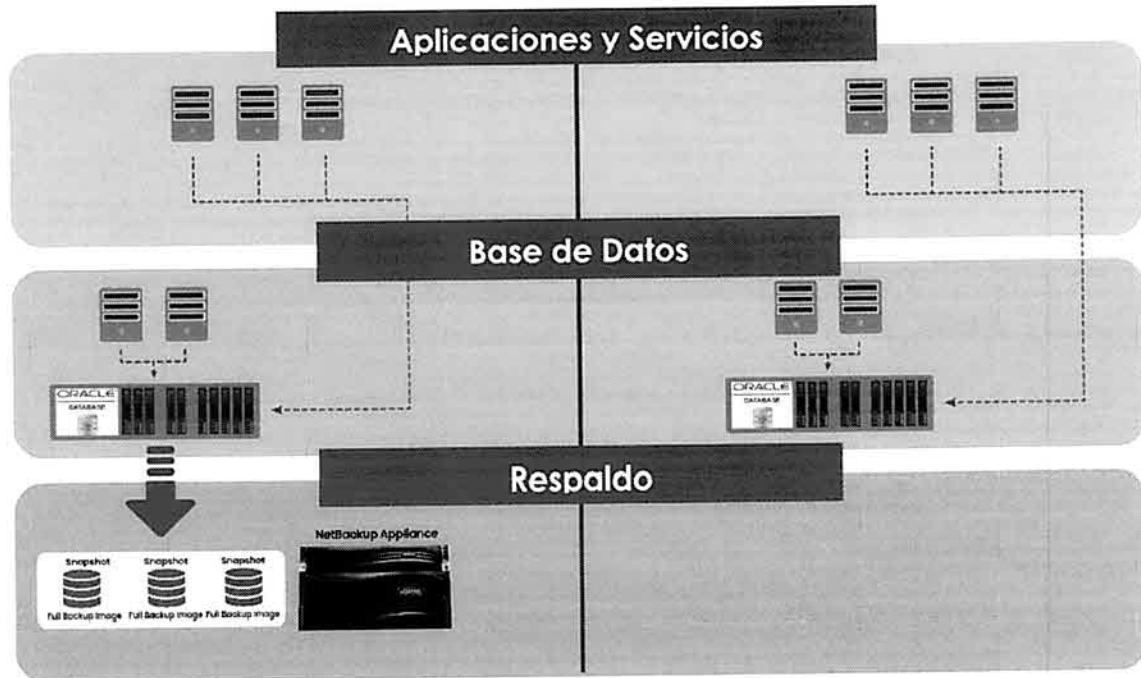 Aplicaciones y Servicios
Base de Datos
ORACLE
DATABASE
ORACLE
DATABASE
Respaldo
NetBackup Appliance
Snapshot Snapshot Snapshot
Full Backup Image Full Backup Image Full Backup Image